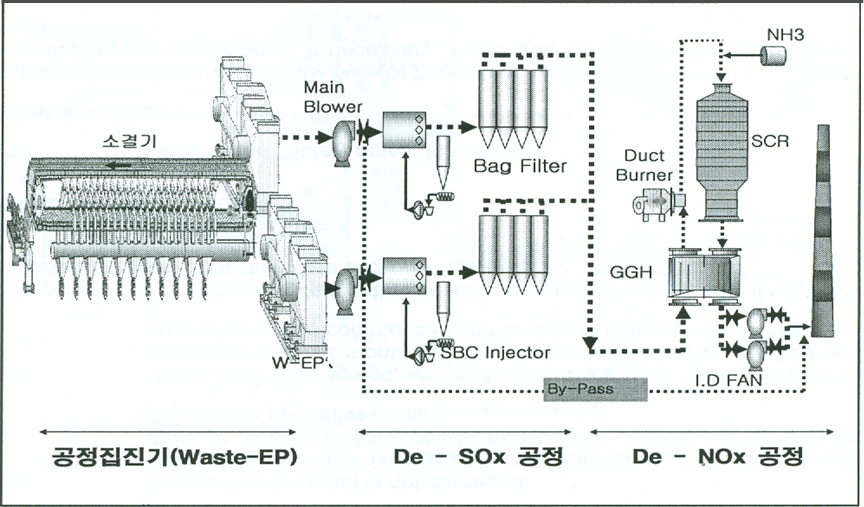 NH3
Main
Blower
소결기
SCR
Bag Filter
Duct
Burner
GGH
W-EP
SBC Injector
I.D FAN
By-Pass
공정집진기(Waste-EP)
De - SOx 공정
De - NOx 공정